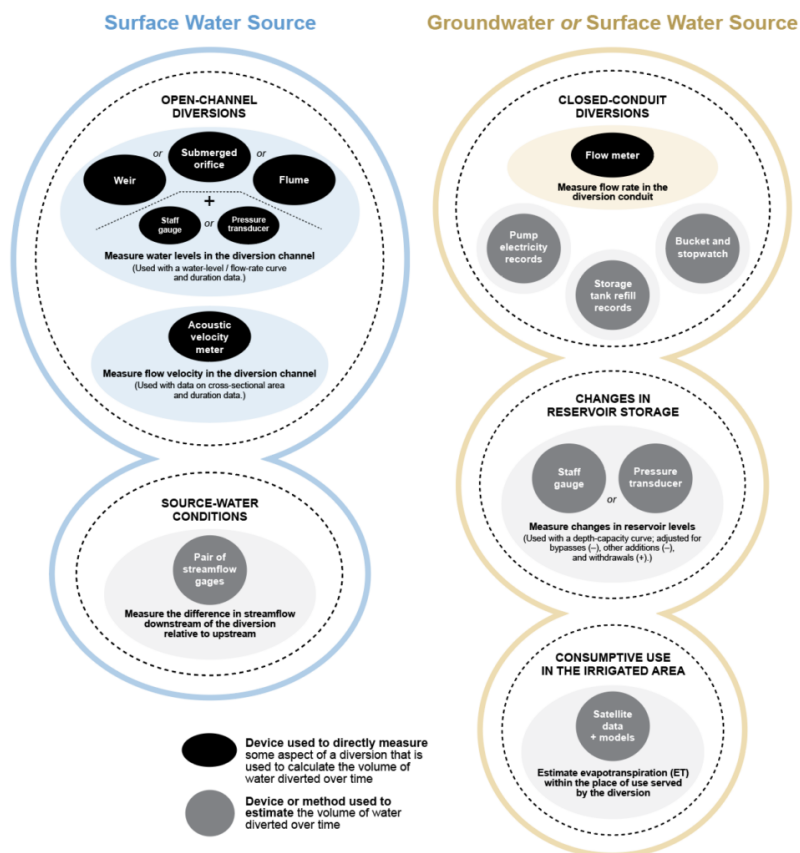 Surface Water Source
OPEN-CHANNEL
DIVERSIONS
Weir
or
Submerged
orifice
or
Flume
+
Staff
gauge
or
Pressure
transducer
Measure water levels in the diversion channel
(Used with a water-level / flow-rate curve
and duration data.)
Acoustic
velocity
meter
Measure flow velocity in the diversion channel
(Used with data on cross-sectional area
and duration data.)
SOURCE-WATER
CONDITIONS
Pair of
streamflow
gages
Measure the difference in streamflow
downstream of the diversion
relative to upstream
Groundwater or Surface Water Source
CLOSED-CONDUIT
DIVERSIONS
Flow meter
Measure flow rate in the
diversion conduit
Pump
electricity
records
Storage
tank refill
records
Bucket and
stopwatch
CHANGES IN
RESERVOIR STORAGE
Staff
gauge
or
Pressure
transducer
Measure changes in reservoir levels
(Used with a depth-capacity curve; adjusted for
bypasses (–), other additions (–),
and withdrawals (+).)
CONSUMPTIVE USE
IN THE IRRIGATED AREA
Satellite
data
+ models
Estimate evapotranspiration (ET)
within the place of use served
by the diversion
Device used to directly measure
some aspect of a diversion that is
used to calculate the volume of
water diverted over time
Device or method used to
estimate the volume of water
diverted over time